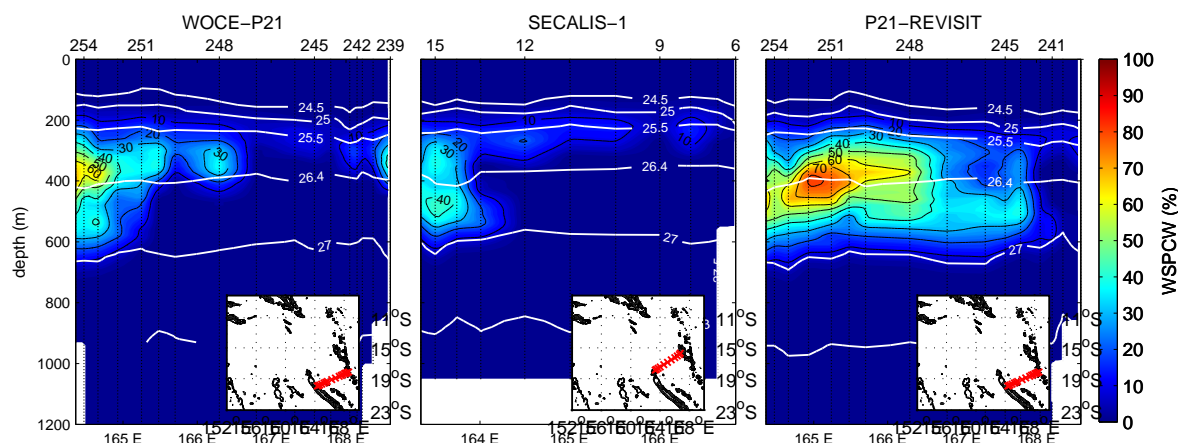 WOCE−P21
SECALIS−1
P21−REVISIT
254 251 248 245 242 239
15 12 9 6
254 251 248 245 241
0
200
400
600
800
1000
1200
depth (m)
24.5
25
25.5
26.4
27
10
20
30
30
40
24.5
25
25.5
26.4
27
10
10
20
30
40
24.5
25
25.5
26.4
27
30
40
50
60
70
11°S
15°S
19°S
23°S
11°S
15°S
19°S
23°S
11°S
15°S
19°S
23°S
165 E 166 E 167 E 168 E
164 E 165 E 166 E
165 E 166 E 167 E 168 E
100
90
80
70
60
50
40
30
20
10
0
WSPCW (%)